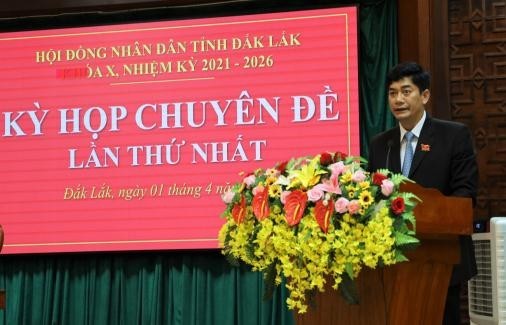 HỘI ĐỒNG NHÂN DÂN TỈNH ĐẮK LẮK
KHÓA X, NHIỆM KỲ 2021 - 2026
KỲ HỌP CHUYÊN ĐỀ
LẦN THỨ NHẤT
Đắk Lắk, ngày 01 tháng 4